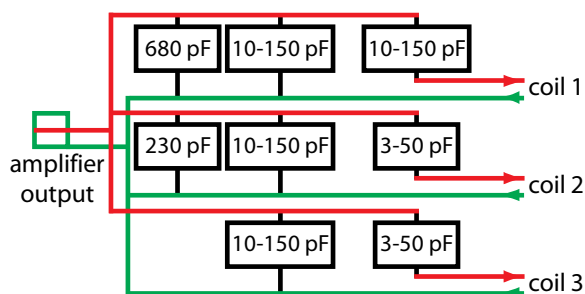 680 pF 10-150 pF 10-150 pF
coil 1
amplifier
output
230 pF 10-150 pF 3-50 pF
coil 2
10-150 pF 3-50 pF
coil 3